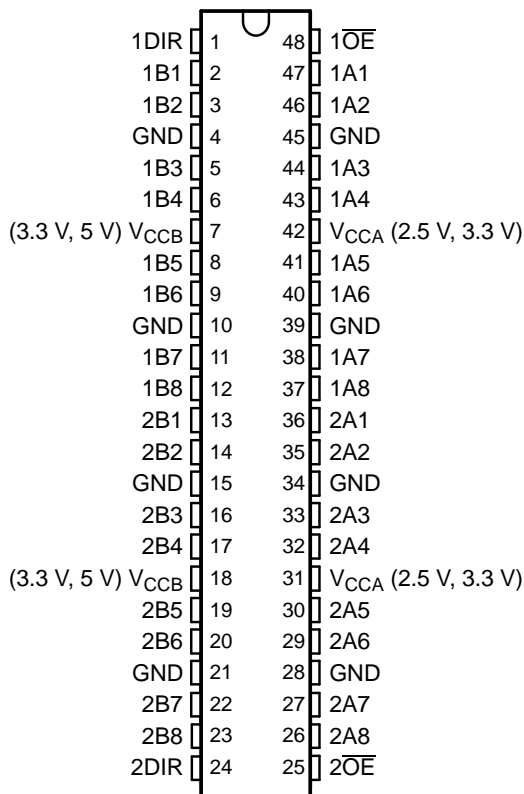 1DIR 1 48 1O̅E̅
1B1 2 47 1A1
1B2 3 46 1A2
GND 4 45 GND
1B3 5 44 1A3
1B4 6 43 1A4
(3.3 V, 5 V) VCCB 7 42 VCCA (2.5 V, 3.3 V)
1B5 8 41 1A5
1B6 9 40 1A6
GND 10 39 GND
1B7 11 38 1A7
1B8 12 37 1A8
2B1 13 36 2A1
2B2 14 35 2A2
GND 15 34 GND
2B3 16 33 2A3
2B4 17 32 2A4
(3.3 V, 5 V) VCCB 18 31 VCCA (2.5 V, 3.3 V)
2B5 19 30 2A5
2B6 20 29 2A6
GND 21 28 GND
2B7 22 27 2A7
2B8 23 26 2A8
2DIR 24 25 2O̅E̅